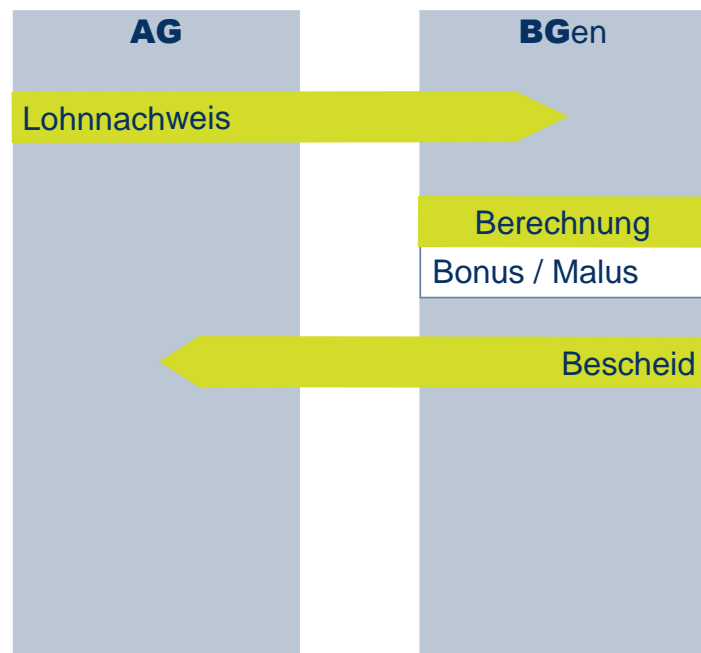 AG
BGen
Lohnnachweis
Berechnung
Bonus / Malus
Bescheid